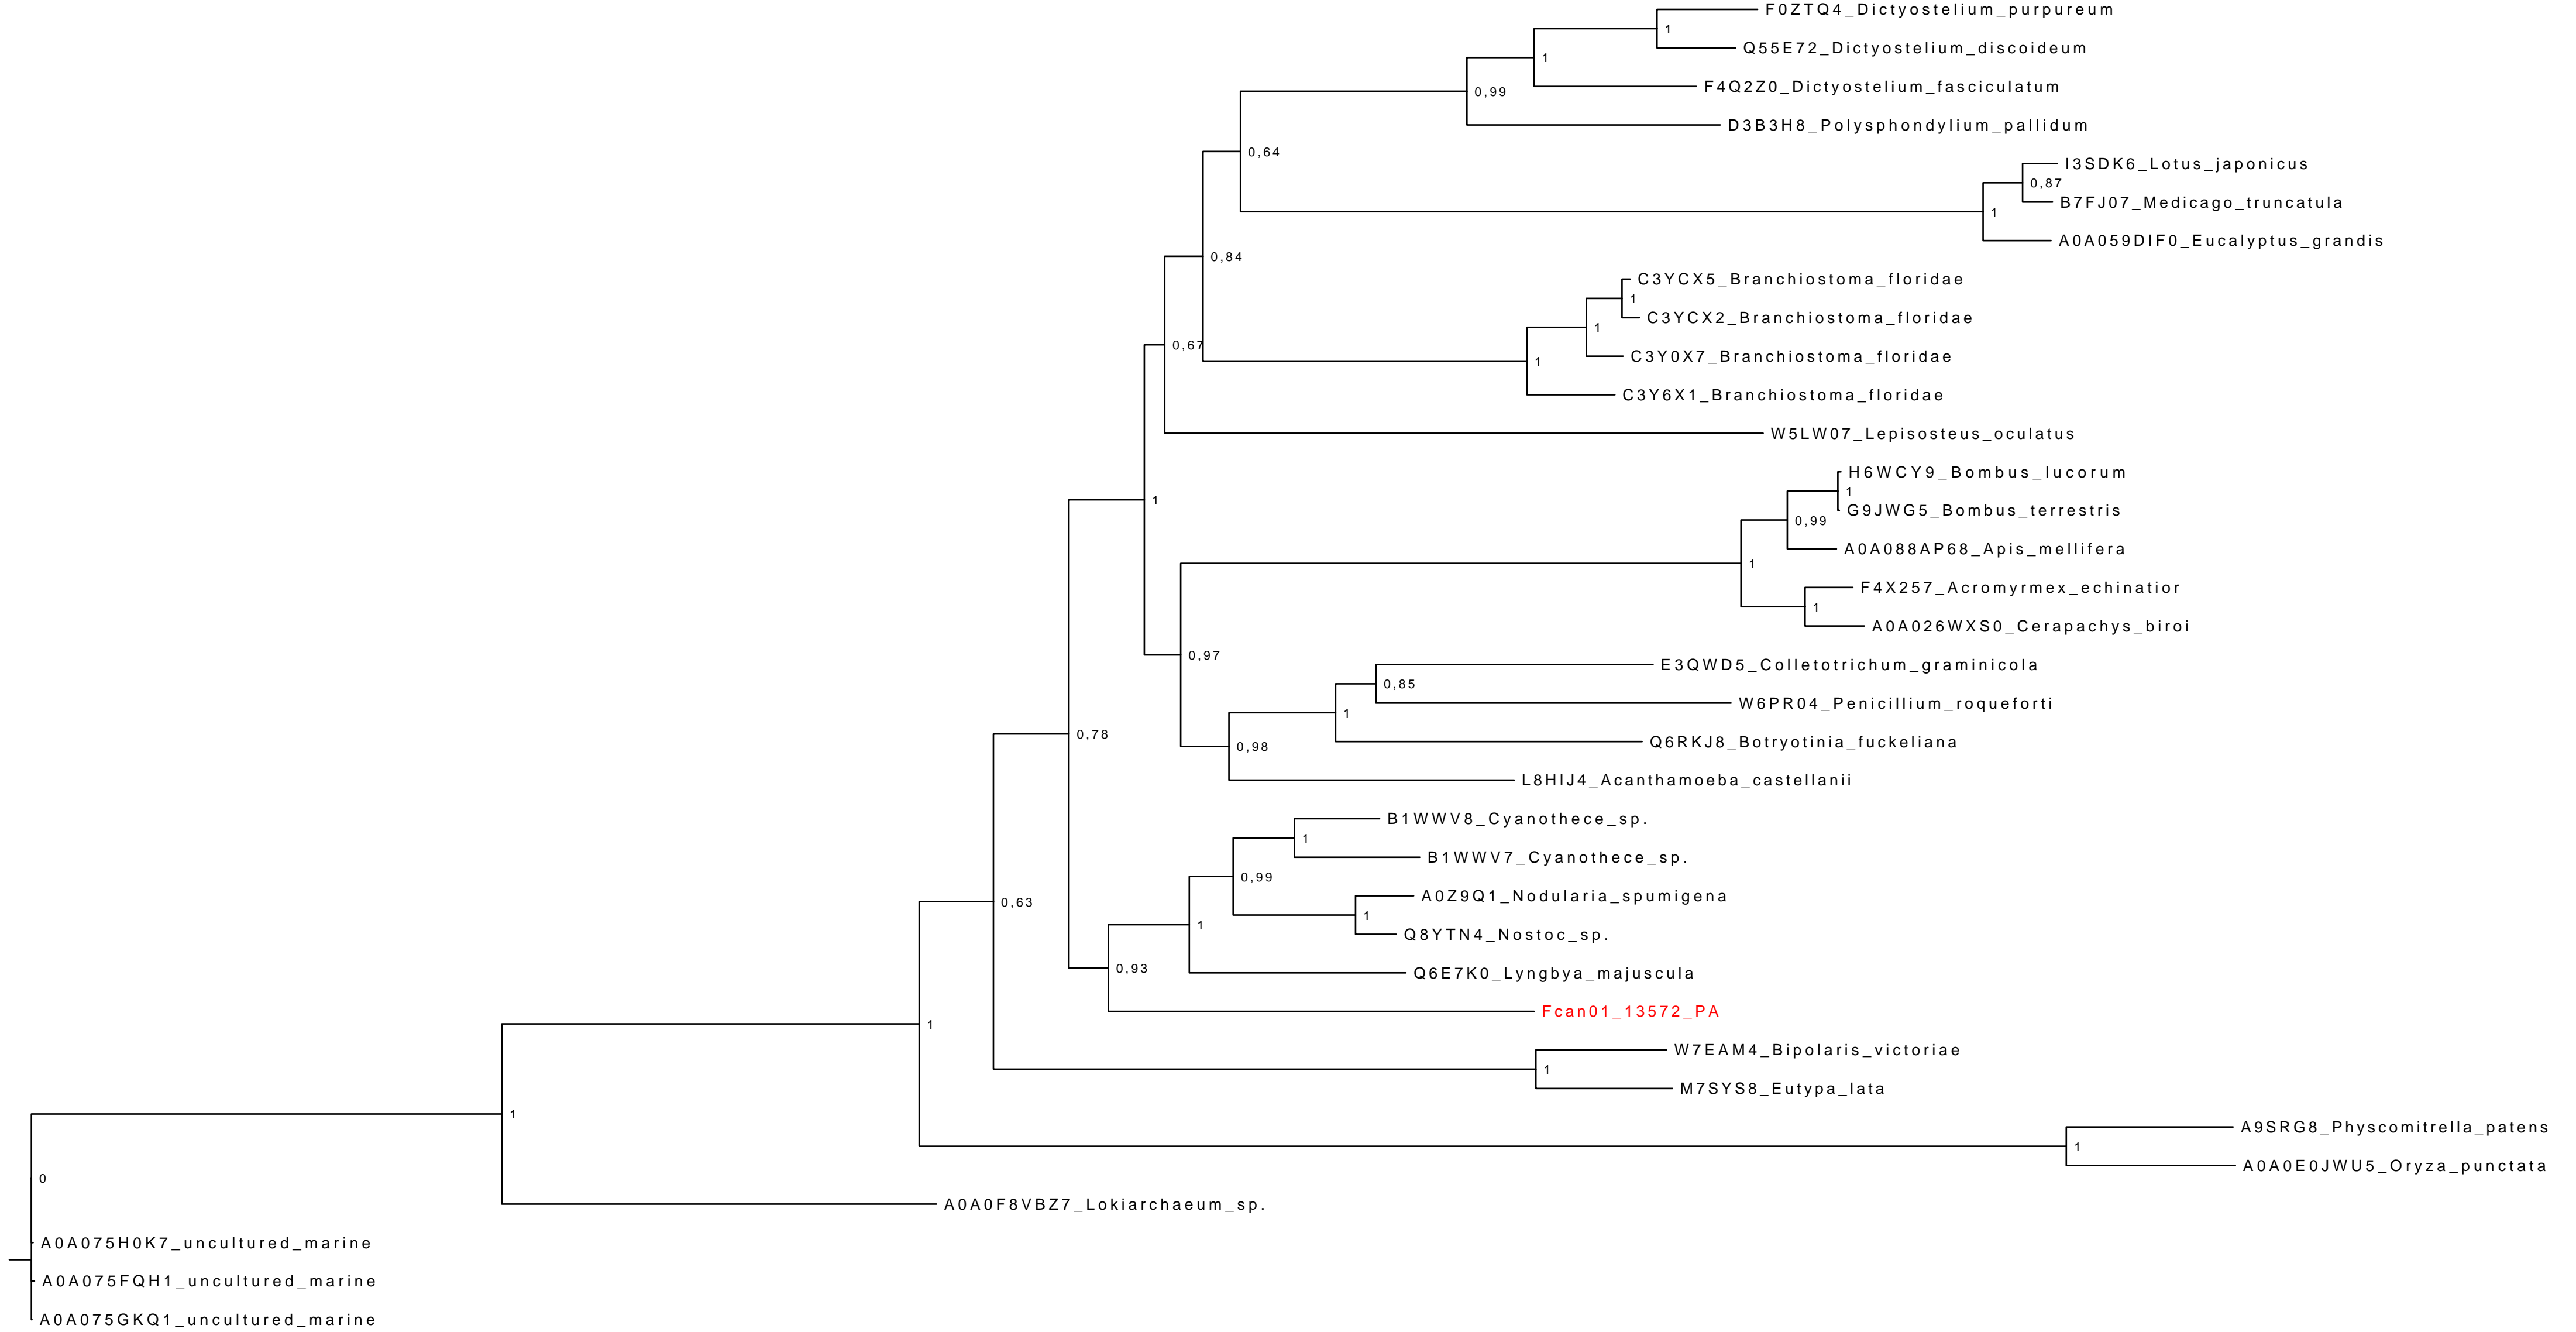 F0ZTQ4_Dictyostelium_purpureum
1
Q55E72_Dictyostelium_discoideum
1
F4Q2Z0_Dictyostelium_fasciculatum
0,99
D3B3H8_Polysphondylium_pallidum
0,64
I3SDK6_Lotus_japonicus
0,87
B7FJ07_Medicago_truncatula
1
A0A059DIF0_Eucalyptus_grandis
0,84
C3YCX5_Branchiostoma_floridae
1
C3YCX2_Branchiostoma_floridae
1
0,67
C3Y0X7_Branchiostoma_floridae
1
C3Y6X1_Branchiostoma_floridae
W5LW07_Lepisosteus_oculatus
H6WCY9_Bombus_lucorum
1
1
G9JWG5_Bombus_terrestris
0,99
A0A088AP68_Apis_mellifera
1
F4X257_Acromyrmex_echinatior
1
A0A026WXS0_Cerapachys_biroi
0,97
E3QWD5_Colletotrichum_graminicola
0,85
W6PR04_Penicillium_roqueforti
1
0,78
Q6RKJ8_Botryotinia_fuckeliana
0,98
L8HIJ4_Acanthamoeba_castellanii
B1WWV8_Cyanothece_sp.
1
B1WWV7_Cyanothece_sp.
0,99
A0Z9Q1_Nodularia_spumigena
0,63
1
1
Q8YTN4_Nostoc_sp.
0,93
Q6E7K0_Lyngbya_majuscula
Fcan01_13572_PA
1
W7EAM4_Bipolaris_victoriae
1
M7SYS8_Eutypa_lata
1
A9SRG8_Physcomitrella_patens
1
A0A0E0JWU5_Oryza_punctata
0
A0A0F8VBZ7_Lokiarchaeum_sp.
A0A075H0K7_uncultured_marine
A0A075FQH1_uncultured_marine
A0A075GKQ1_uncultured_marine